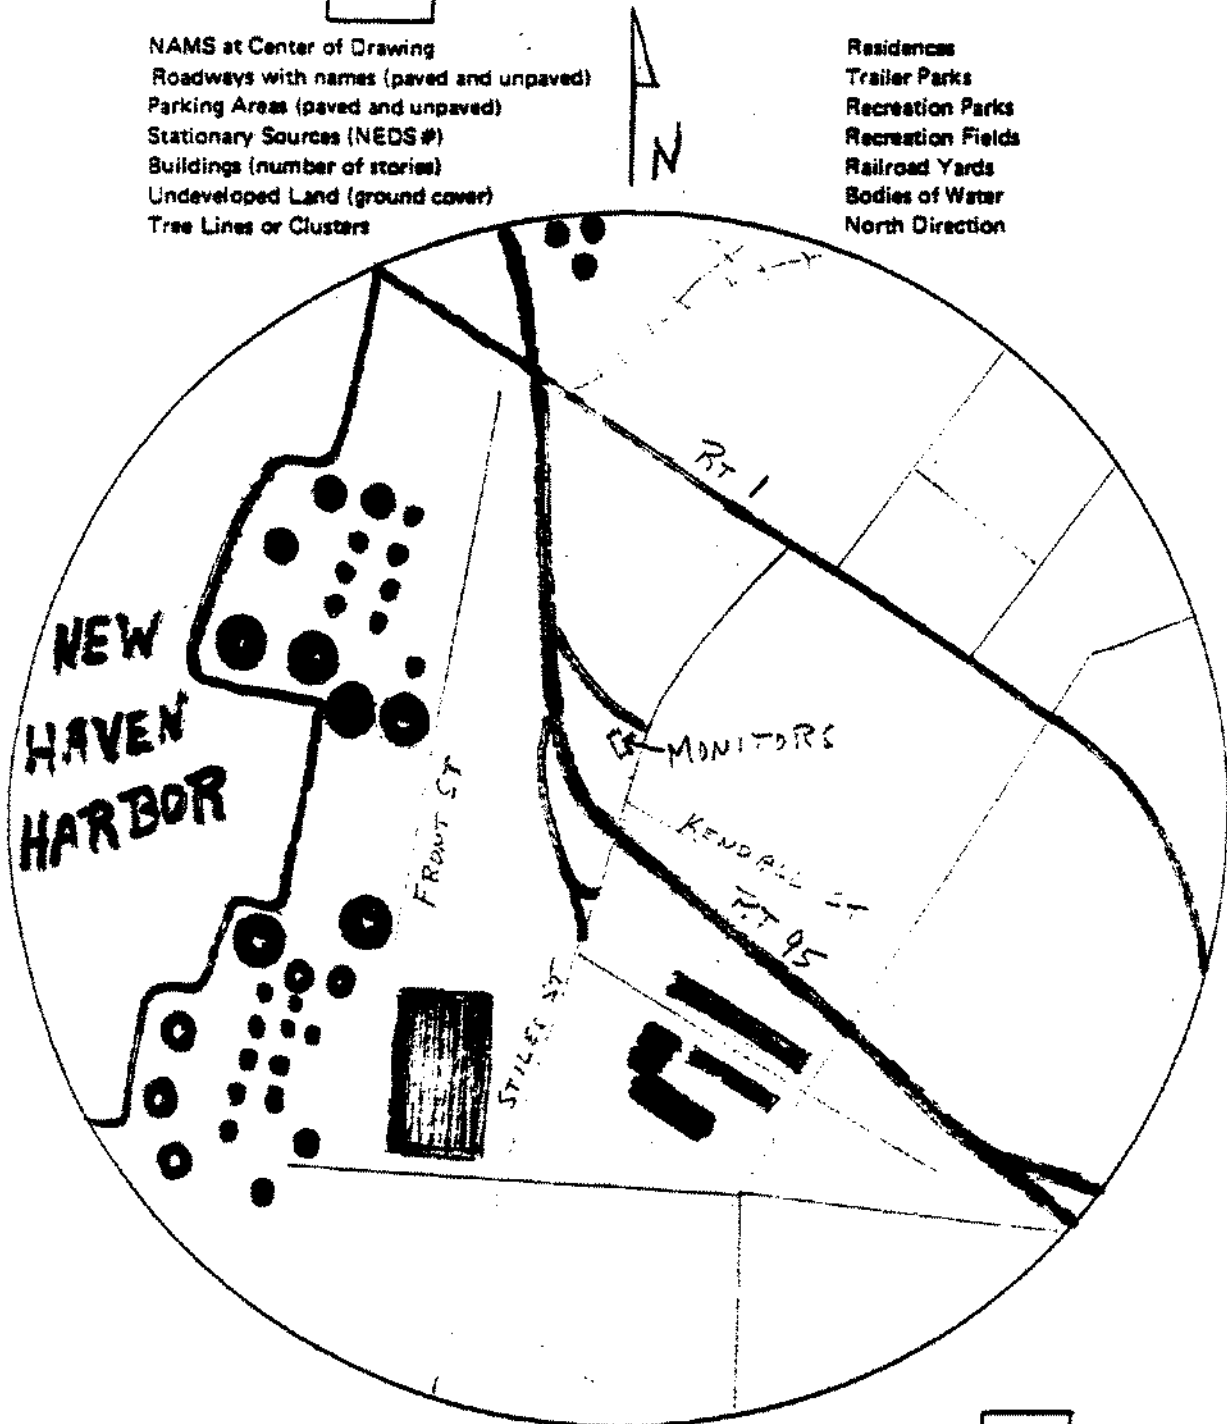 NAMS at Center of Drawing
Roadways with names (paved and unpaved)
Parking Areas (paved and unpaved)
Stationary Sources (NEDS #)
Buildings (number of stories)
Undeveloped Land (ground cover)
Tree Lines or Clusters
N
Residences
Trailer Parks
Recreation Parks
Recreation Fields
Railroad Yards
Bodies of Water
North Direction
RT 1
NEW
HAVEN
HARBOR
MONITORS
FRONT ST
KENDALL ST
RT 95
STILES ST